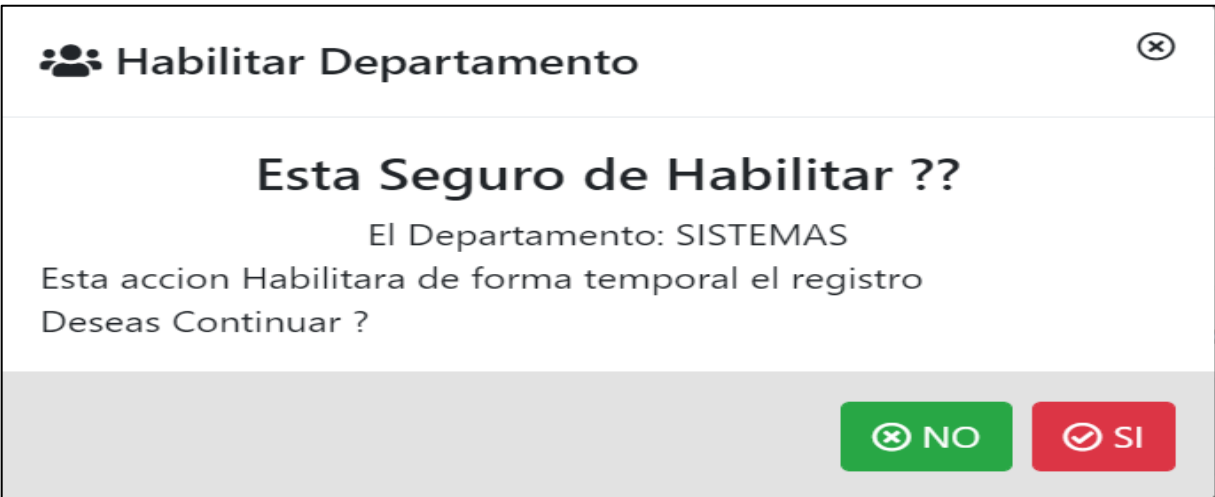 Habilitar Departamento
Esta Seguro de Habilitar ??
El Departamento: SISTEMAS
Esta accion Habilitara de forma temporal el registro
Deseas Continuar ?
NO
SI